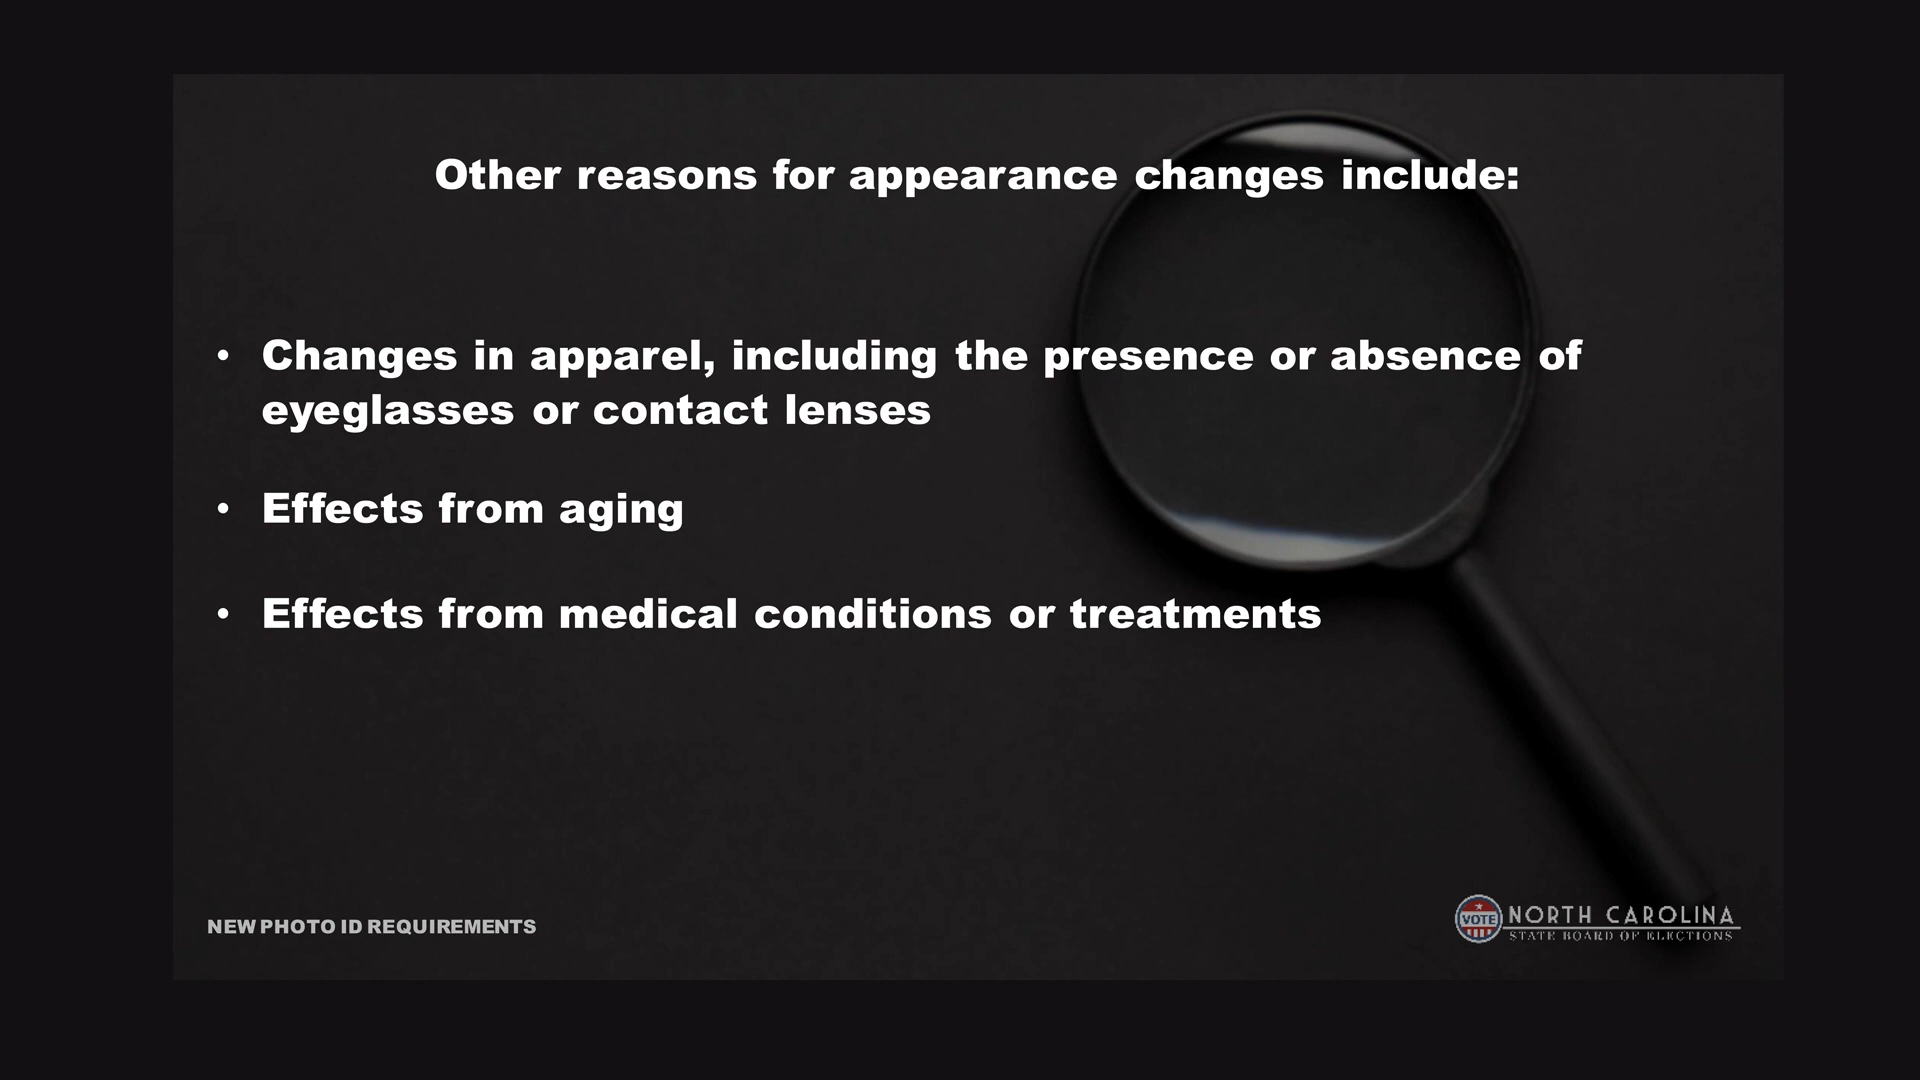 Other reasons for appearance changes include:
• Changes in apparel, including the presence or absence of
eyeglasses or contact lenses
• Effects from aging
• Effects from medical conditions or treatments
NEW PHOTO ID REQUIREMENTS
VOTE
NORTH CAROLINA
STATE BOARD OF ELECTIONS